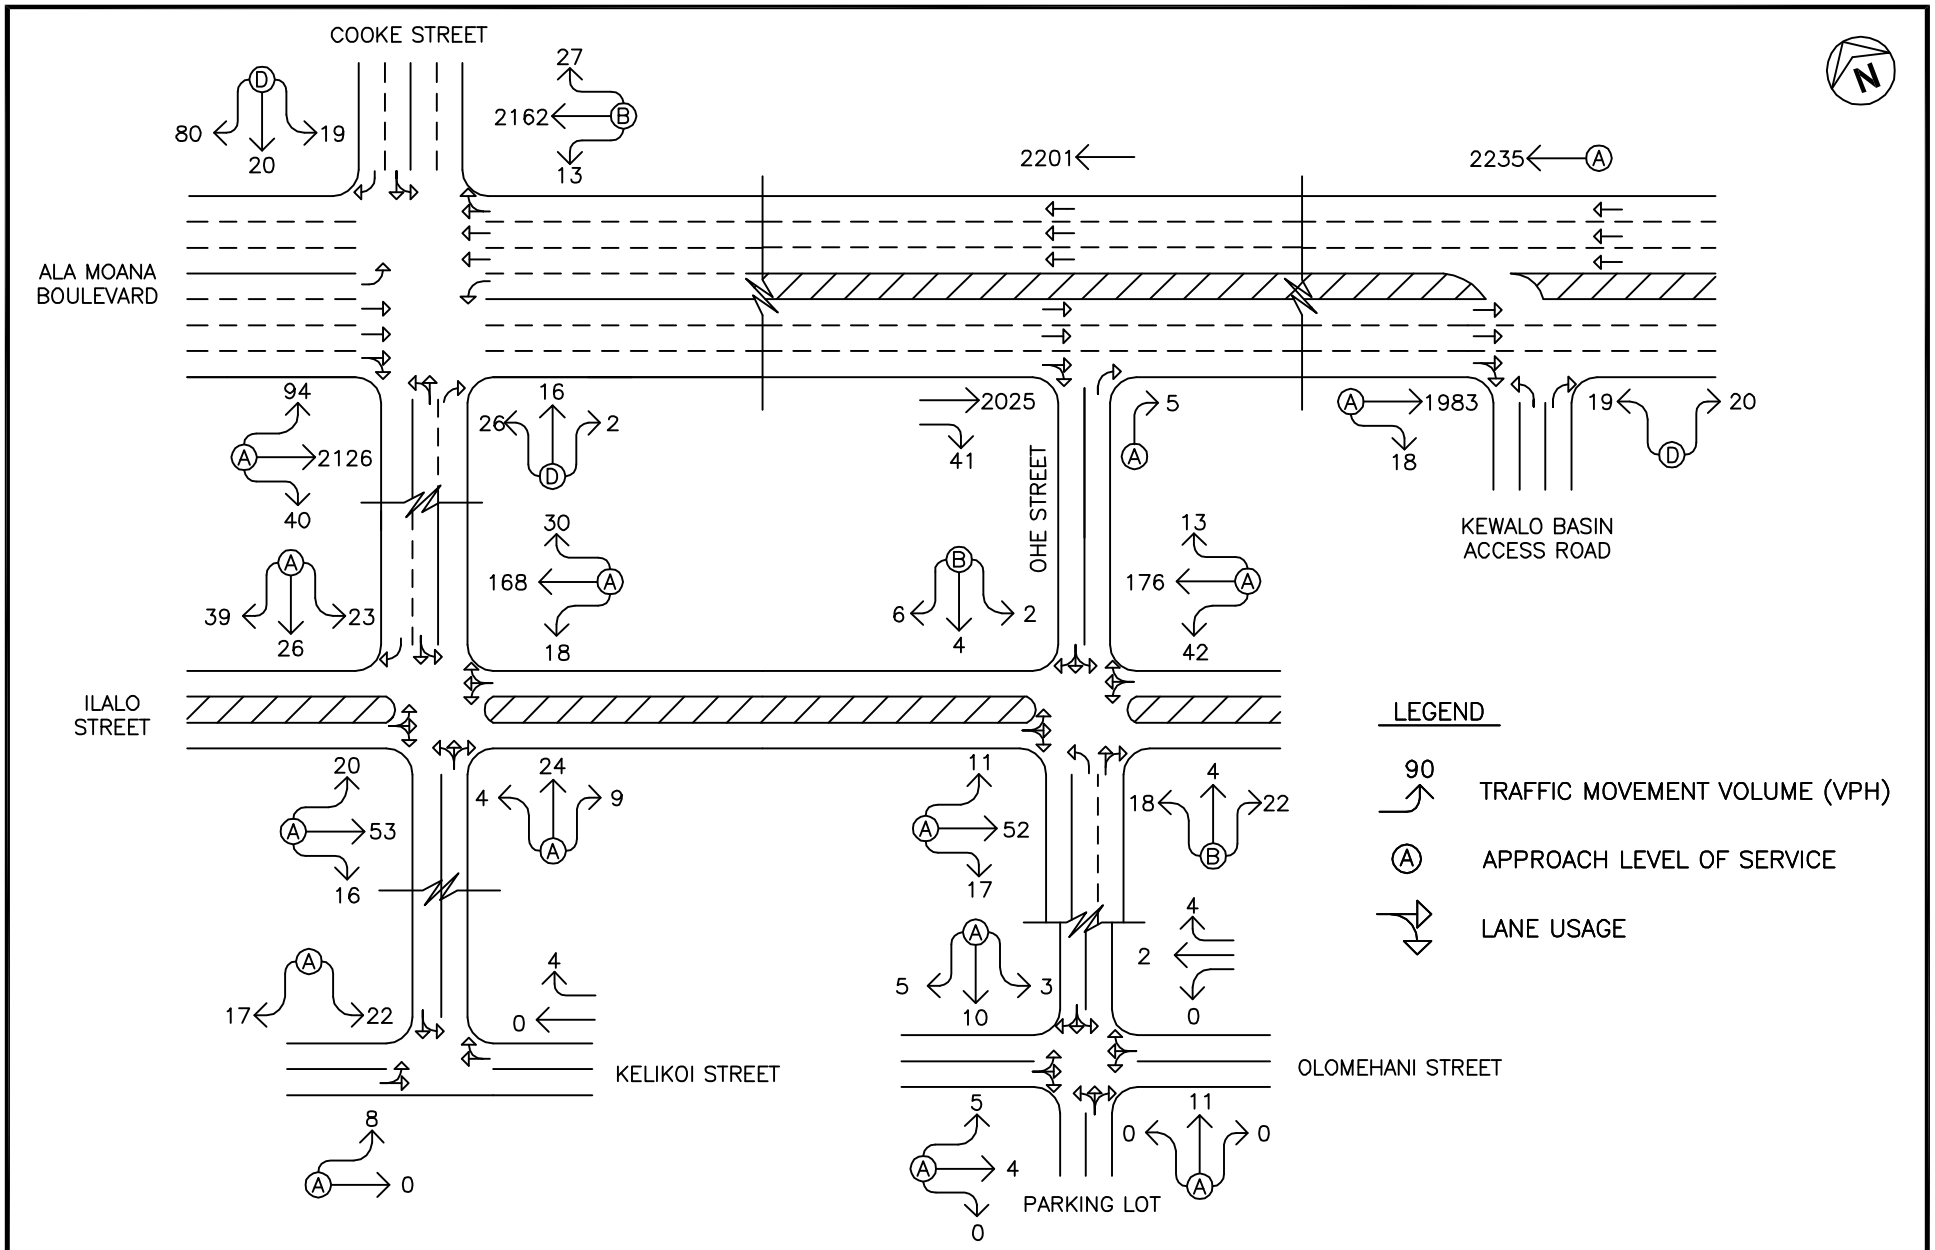 COOKE STREET
N
D
80
20
19
27
2162
B
13
2201
2235
A
ALA MOANA
BOULEVARD
94
A
2126
40
16
26
2
D
2025
41
5
A
A
1983
18
19
20
D
OHE STREET
KEWALO BASIN
ACCESS ROAD
A
39
26
23
30
168
A
18
B
6
4
2
13
176
A
42
ILALO
STREET
20
A
53
16
24
4
9
A
11
A
52
17
4
18
22
B
LEGEND
90
TRAFFIC MOVEMENT VOLUME (VPH)
A
APPROACH LEVEL OF SERVICE
LANE USAGE
A
17
22
4
0
A
5
10
3
4
2
0
KELIKOI STREET
OLOMEHANI STREET
8
A
0
5
A
4
0
11
0
0
A
PARKING LOT